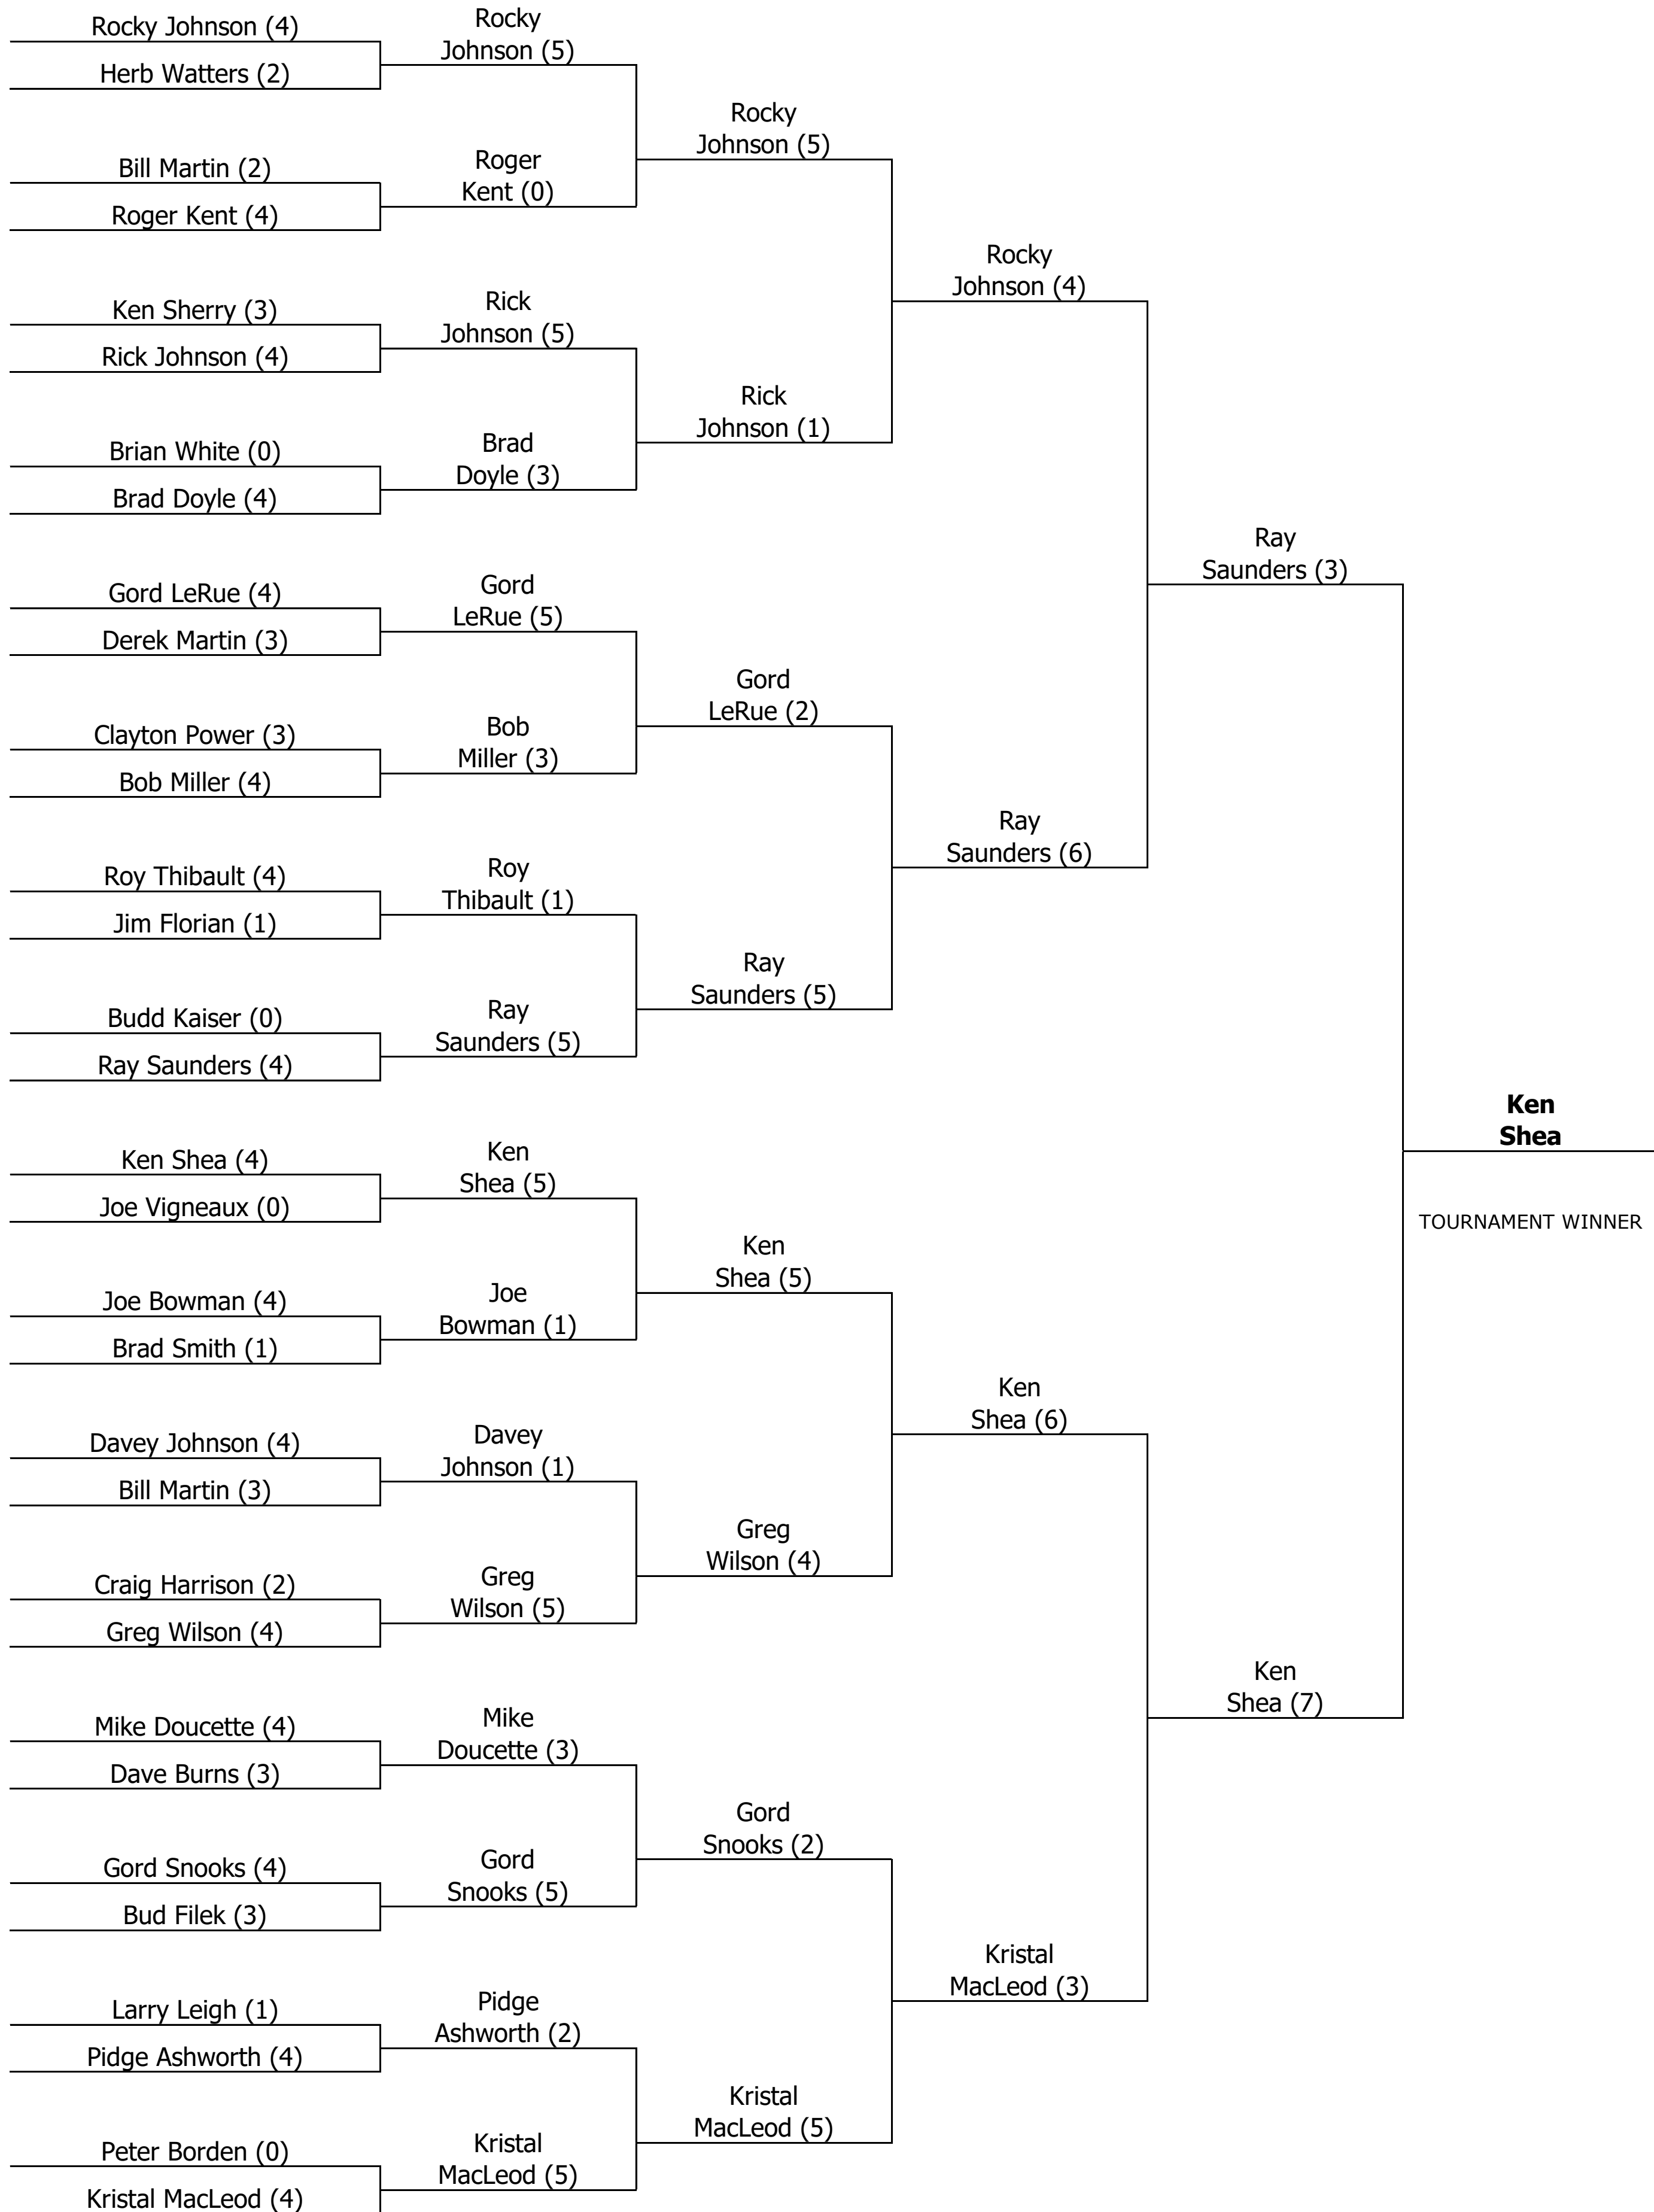 Rocky Johnson (4)
Herb Watters (2)
Bill Martin (2)
Roger Kent (4)
Ken Sherry (3)
Rick Johnson (4)
Brian White (0)
Brad Doyle (4)
Gord LeRue (4)
Derek Martin (3)
Clayton Power (3)
Bob Miller (4)
Roy Thibault (4)
Jim Florian (1)
Budd Kaiser (0)
Ray Saunders (4)
Ken Shea (4)
Joe Vigneaux (0)
Joe Bowman (4)
Brad Smith (1)
Davey Johnson (4)
Bill Martin (3)
Craig Harrison (2)
Greg Wilson (4)
Mike Doucette (4)
Dave Burns (3)
Gord Snooks (4)
Bud Filek (3)
Larry Leigh (1)
Pidge Ashworth (4)
Peter Borden (0)
Kristal MacLeod (4)
Rocky
Johnson (5)
Roger
Kent (0)
Rick
Johnson (5)
Brad
Doyle (3)
Gord
LeRue (5)
Bob
Miller (3)
Roy
Thibault (1)
Ray
Saunders (5)
Ken
Shea (5)
Joe
Bowman (1)
Davey
Johnson (1)
Greg
Wilson (5)
Mike
Doucette (3)
Gord
Snooks (5)
Pidge
Ashworth (2)
Kristal
MacLeod (5)
Rocky
Johnson (5)
Rick
Johnson (1)
Gord
LeRue (2)
Ray
Saunders (5)
Ken
Shea (5)
Greg
Wilson (4)
Gord
Snooks (2)
Kristal
MacLeod (5)
Rocky
Johnson (4)
Ray
Saunders (6)
Ken
Shea (6)
Kristal
MacLeod (3)
Ray
Saunders (3)
Ken
Shea (7)
Ken
Shea
TOURNAMENT WINNER